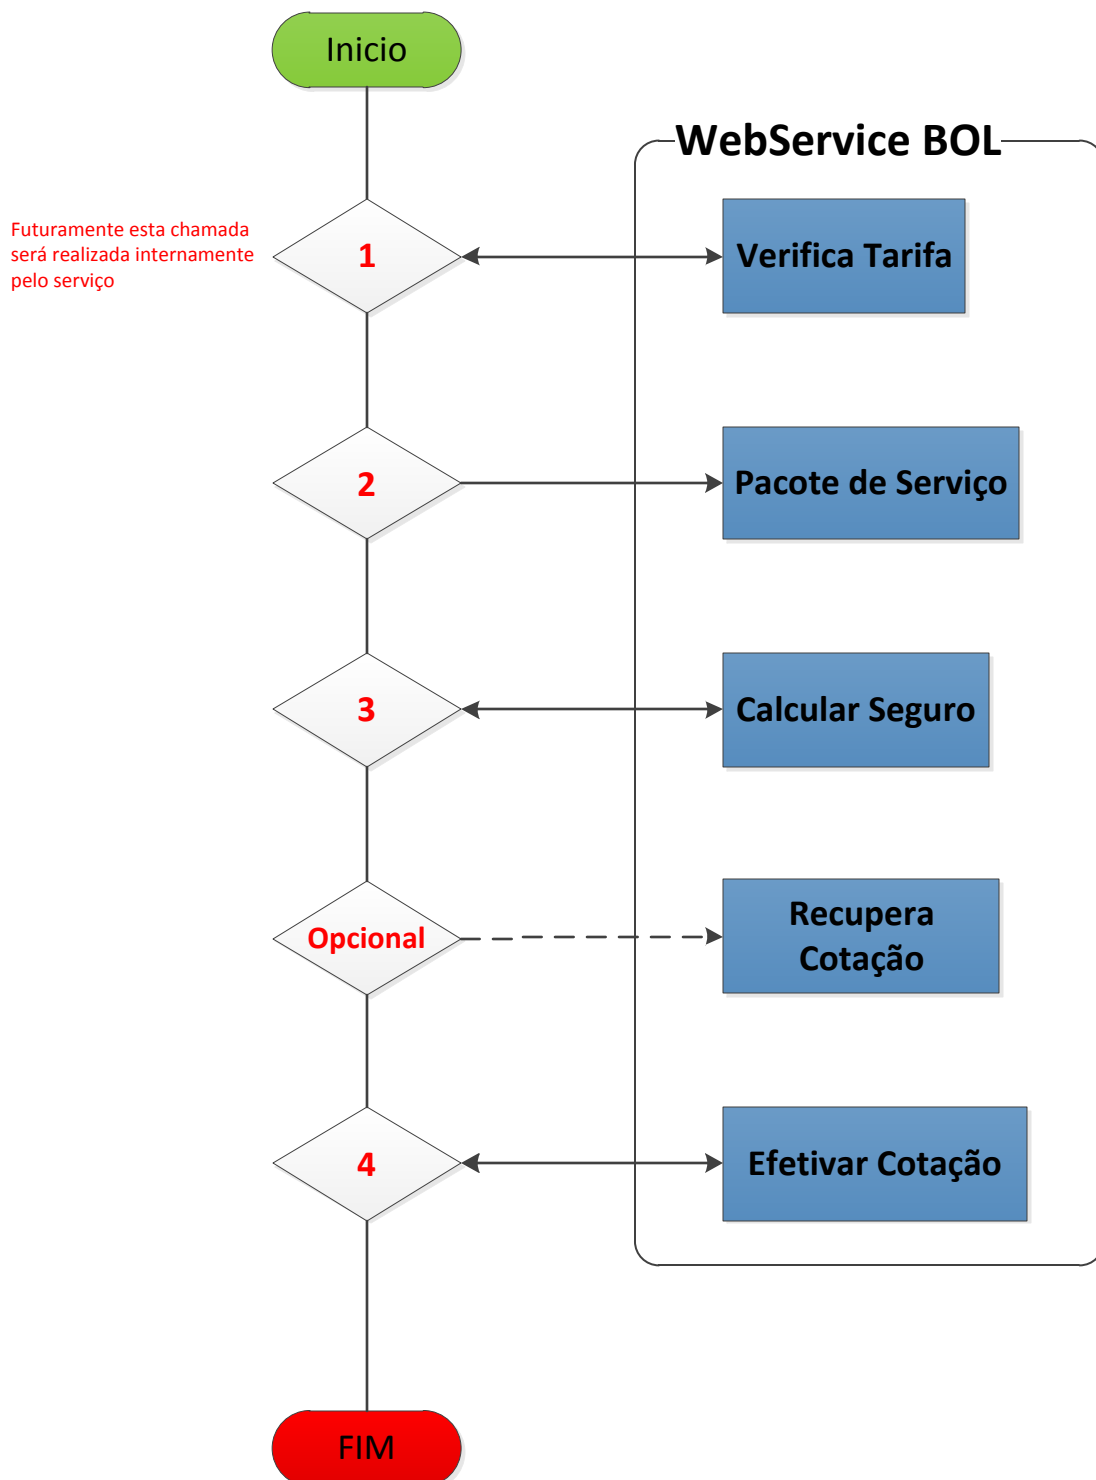 Inicio
WebService BOL
Futuramente esta chamada
será realizada internamente
pelo serviço
1
Verifica Tarifa
2
Pacote de Serviço
3
Calcular Seguro
Opcional
Recupera
Cotação
4
Efetivar Cotação
FIM